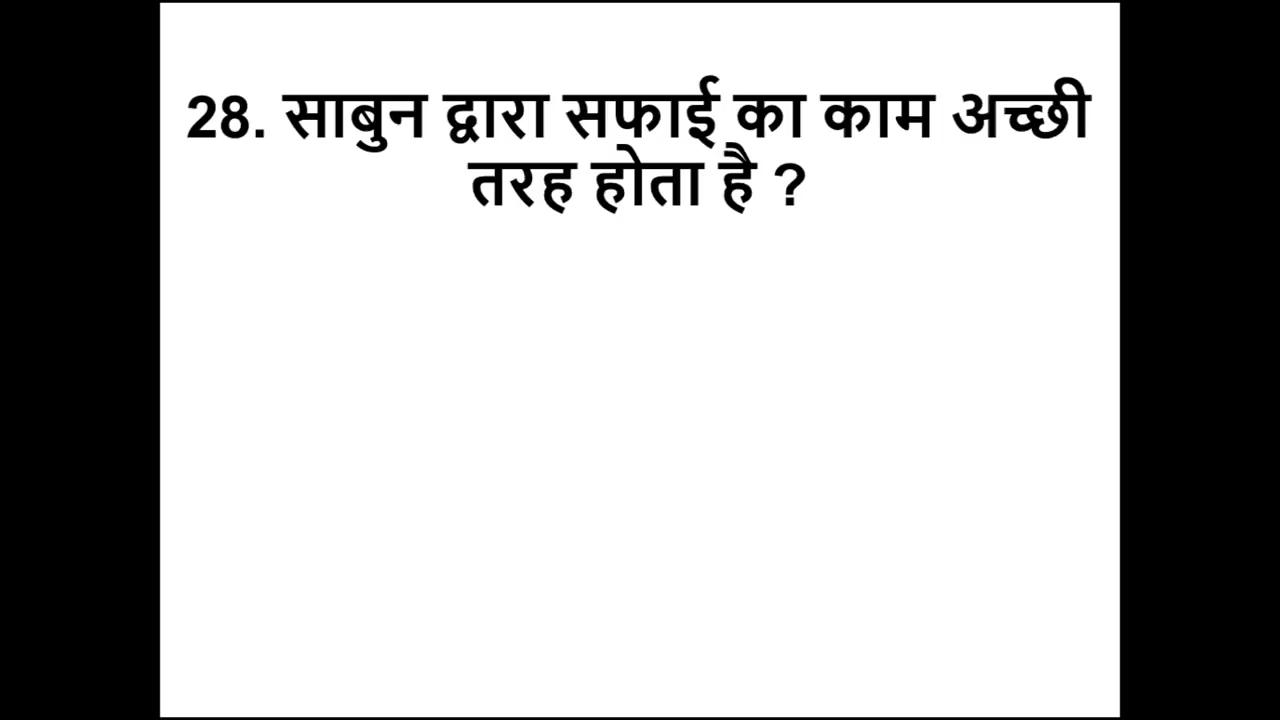 28. साबुन द्वारा सफाई का काम अच्छी
तरह होता है ?